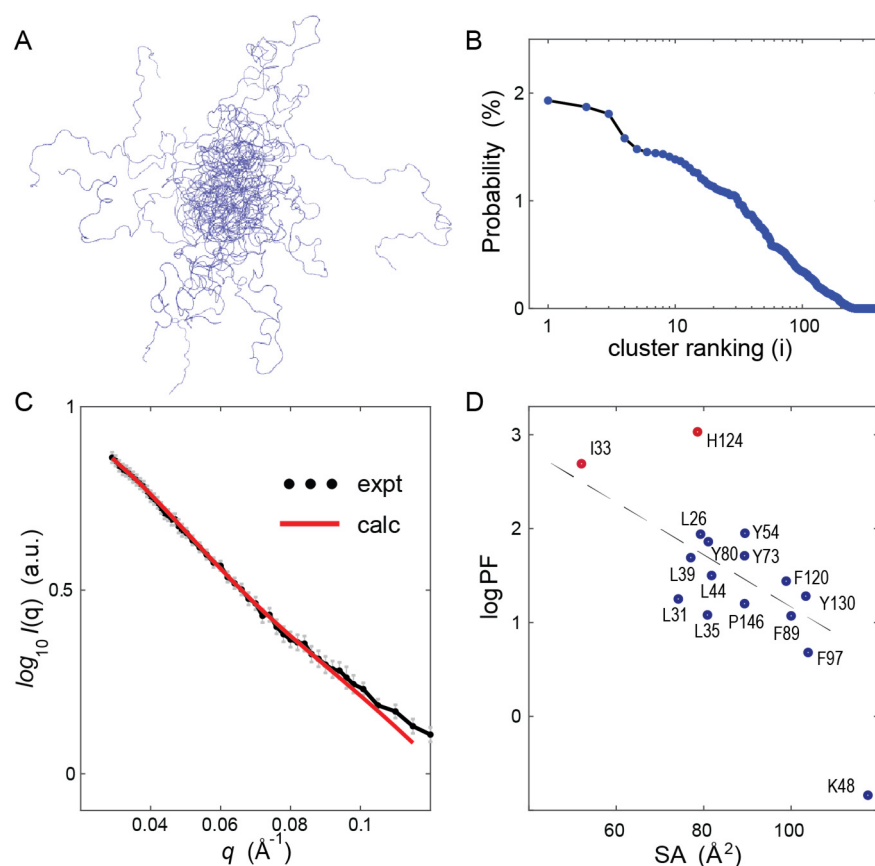 A
B
Probability (%)
2
1
0
1
10
100
cluster ranking (i)
C
log10 I(q) (a.u.)
1
0.5
0
expt
calc
0.04
0.06
0.08
0.1
q (Å-1)
D
logPF
3
2
1
0
I33
H124
L26
Y54
Y80
Y73
L39
L44
F120
Y130
L31
L35
P146
F89
F97
K48
60
80
100
SA (Å2)